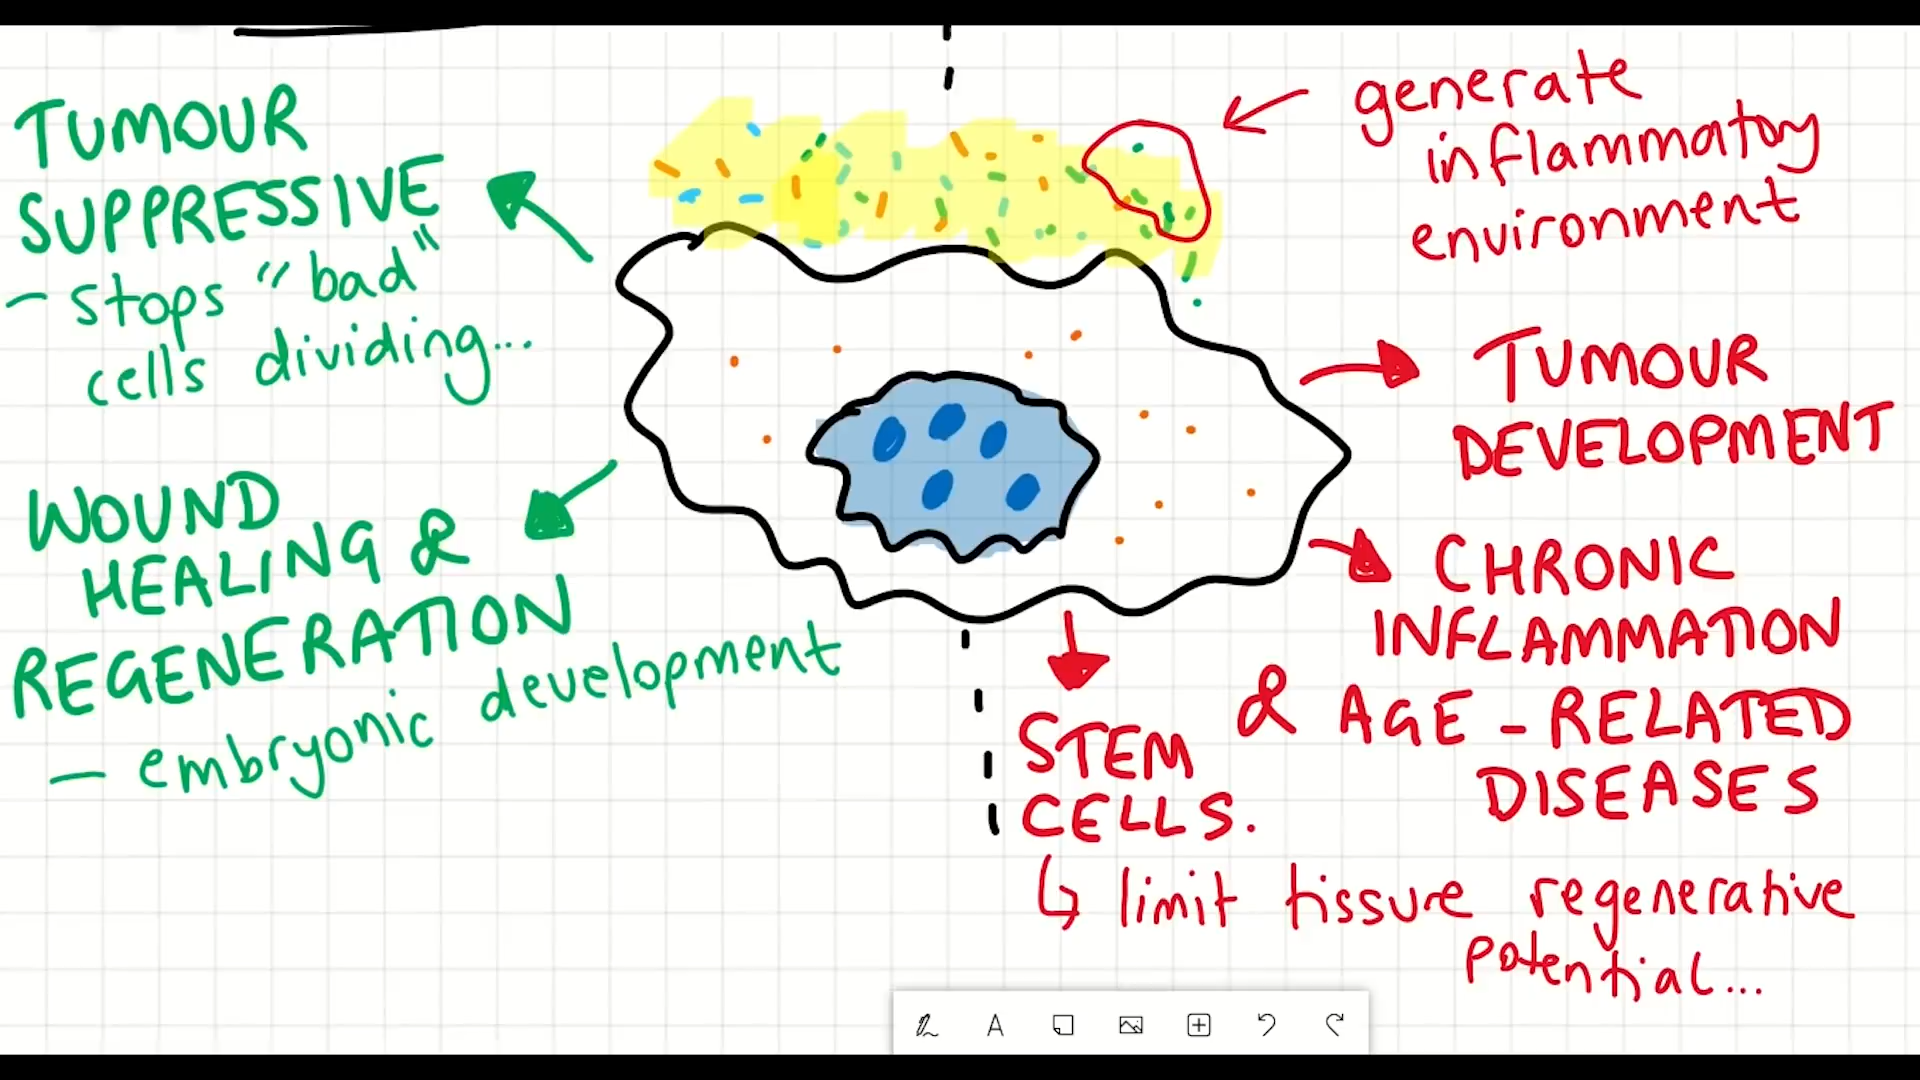 TUMOUR
SUPPRESSIVE
- stops "bad"
cells dividing...
WOUND
HEALING &
REGENERATION
- embryonic development
generate
inflammatory
environment
TUMOUR
DEVELOPMENT
CHRONIC
INFLAMMATION
& AGE-RELATED
DISEASES
STEM
CELLS.
↳ limit tissue regenerative
potential...
A